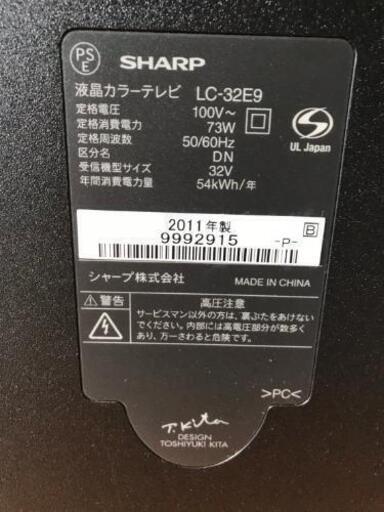 PS
E
SHARP
液晶カラーテレビ LC-32E9
定格電圧 100V～
定格消費電力 73W
定格周波数 50/60Hz
区分名 DN
受信機型サイズ 32V
年間消費電力量 54kWh/年
S
UL Japan
2011年製 B
9992915 -P-
シャープ株式会社 MADE IN CHINA
⚠警告 高圧注意
サービスマン以外の方は、裏ぶたをあけない
でください。内部には高電圧部分が数多く
あり、万一さわると危険です。
>PC<
T.Kita
DESIGN
TOSHIYUKI KITA